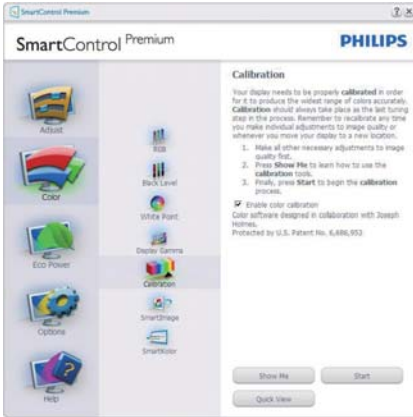 SmartControl Premium
SmartControl Premium
PHILIPS
Adjust
Color
Eco Power
Options
Help
RGB
Black Level
White Point
Display Gamma
Calibration
SmartImage
SmartKolor
Calibration
Your display needs to be properly calibrated in order
for it to produce the widest range of colors accurately.
Calibration should always take place as the last tuning
step in the process. Remember to recalibrate any time
you make individual adjustments to image quality or
whenever you move your display to a new location.
1. Make all other necessary adjustments to image
quality first.
2. Press Show Me to learn how to use the
calibration tools.
3. Finally, press Start to begin the calibration
process.
Enable color calibration
Color software designed in collaboration with Joseph
Holmes.
Protected by U.S. Patent No. 6,686,953
Show Me
Start
Quick View